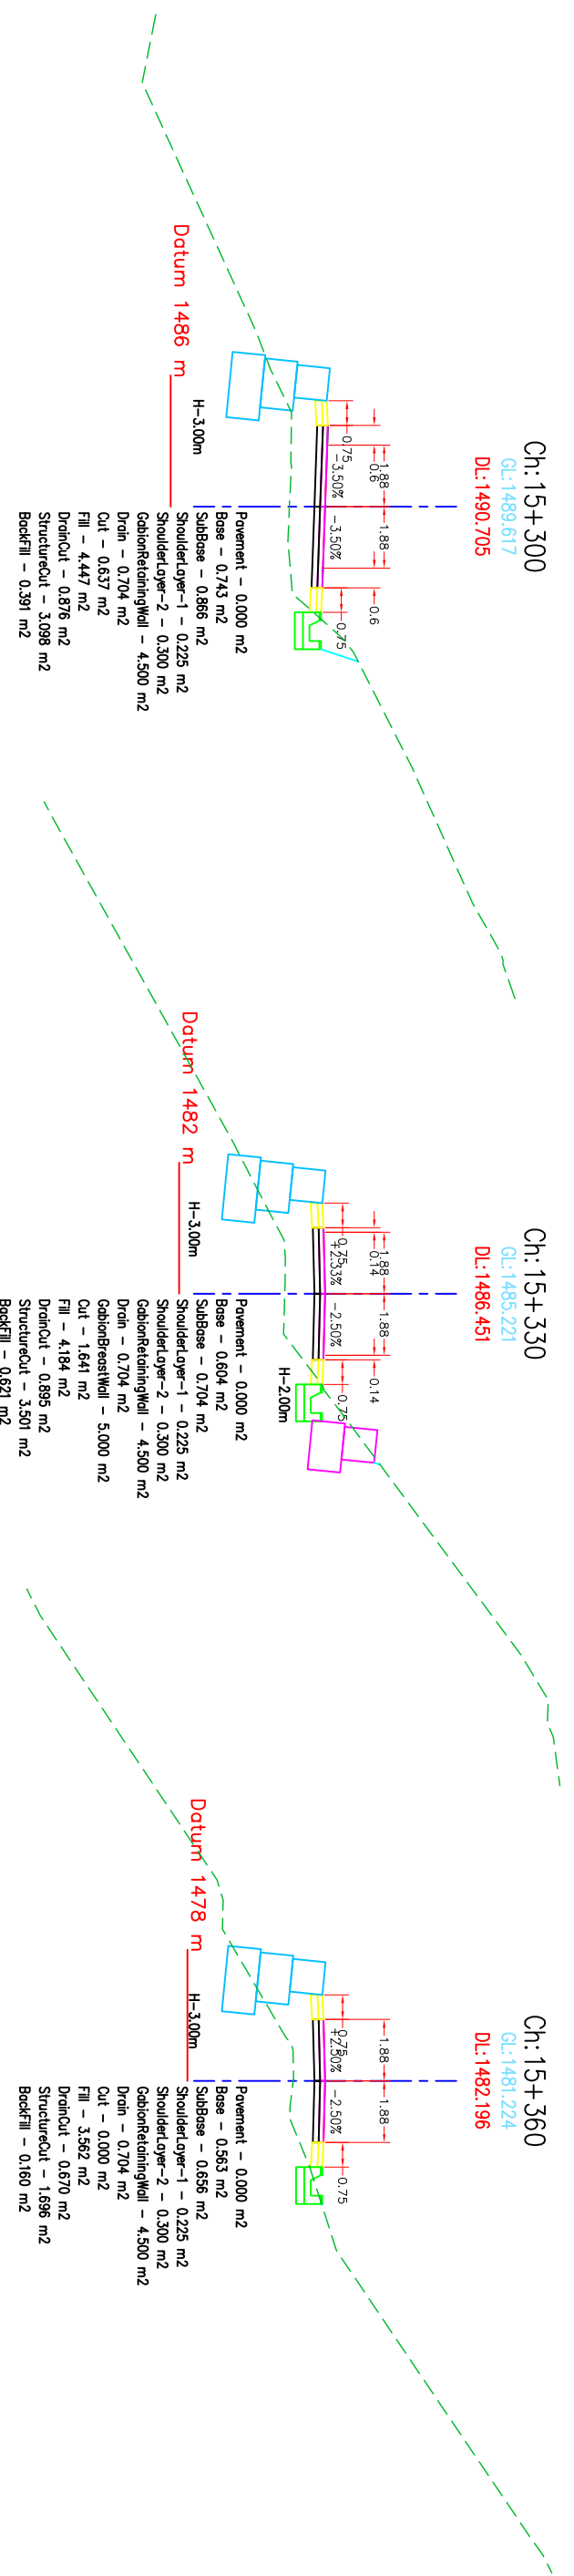 Ch:15+300
GL:1489.617
DL:1490.705
1.88
1.88
0.6
0.6
0.75
0.75
-3.50%
-3.50%
H-3.00m
Datum 1486 m
Pavement - 0.000 m2
Base - 0.743 m2
SubBase - 0.866 m2
ShoulderLayer-1 - 0.225 m2
ShoulderLayer-2 - 0.300 m2
GabionRetainingWall - 4.500 m2
Drain - 0.704 m2
Cut - 0.637 m2
Fill - 4.447 m2
DrainCut - 0.876 m2
StructureCut - 3.098 m2
BackFill - 0.391 m2
Ch:15+330
GL:1485.221
DL:1486.451
1.88
1.88
0.14
0.14
0.75
0.75
+2.33%
-2.50%
H-2.00m
H-3.00m
Datum 1482 m
Pavement - 0.000 m2
Base - 0.604 m2
SubBase - 0.704 m2
ShoulderLayer-1 - 0.225 m2
ShoulderLayer-2 - 0.300 m2
GabionRetainingWall - 4.500 m2
Drain - 0.704 m2
GabionBreastWall - 5.000 m2
Cut - 1.641 m2
Fill - 4.184 m2
DrainCut - 0.895 m2
StructureCut - 3.501 m2
BackFill - 0.621 m2
Ch:15+360
GL:1481.224
DL:1482.196
1.88
1.88
0.75
0.75
+2.50%
-2.50%
H-3.00m
Datum 1478 m
Pavement - 0.000 m2
Base - 0.563 m2
SubBase - 0.656 m2
ShoulderLayer-1 - 0.225 m2
ShoulderLayer-2 - 0.300 m2
GabionRetainingWall - 4.500 m2
Drain - 0.704 m2
Cut - 0.000 m2
Fill - 3.562 m2
DrainCut - 0.670 m2
StructureCut - 1.696 m2
BackFill - 0.160 m2